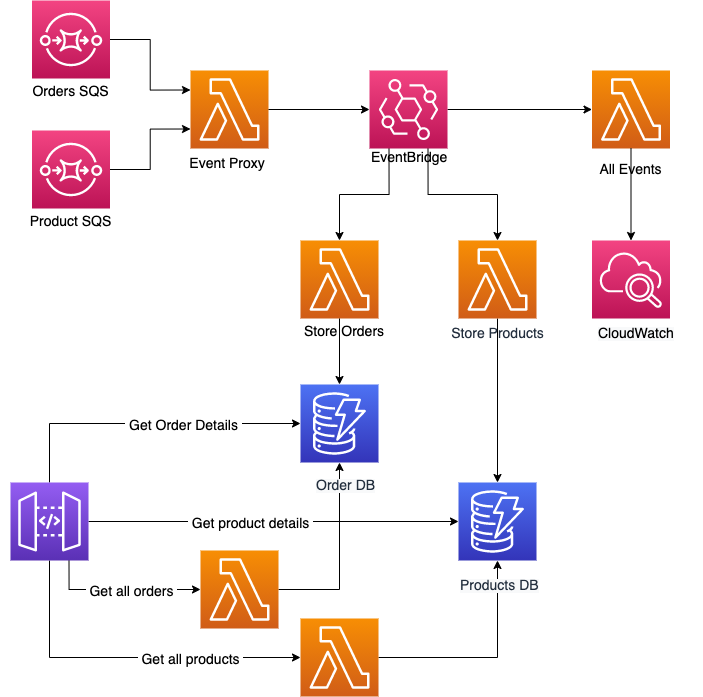 Orders SQS
Event Proxy
EventBridge
All Events
Product SQS
Store Orders
Store Products
CloudWatch
Get Order Details
Order DB
</>
Get product details
Products DB
Get all orders
Get all products